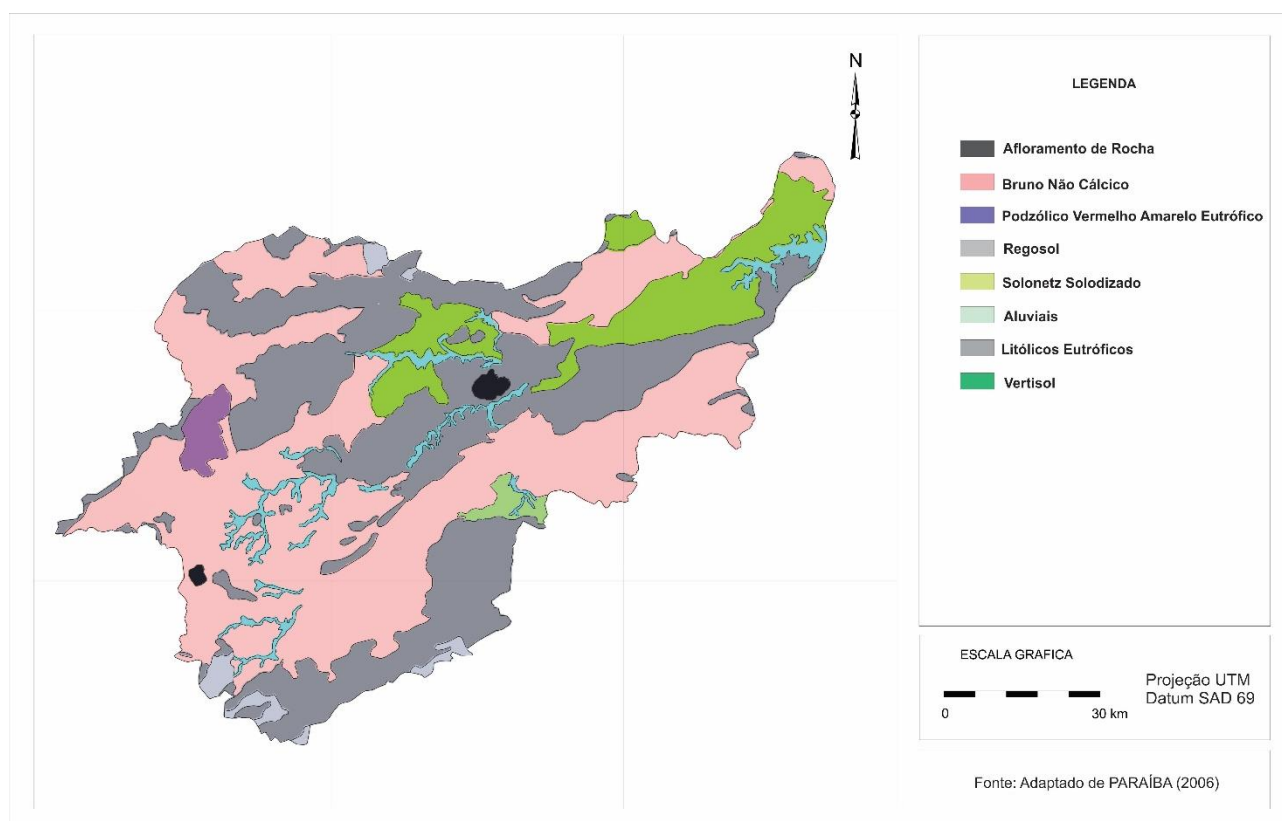 N
LEGENDA
Afloramento de Rocha
Bruno Não Cálcico
Podzólico Vermelho Amarelo Eutrófico
Regosol
Solonetz Solodizado
Aluviais
Litólicos Eutróficos
Vertisol
ESCALA GRAFICA
0 30 km
Projeção UTM
Datum SAD 69
Fonte: Adaptado de PARAÍBA (2006)